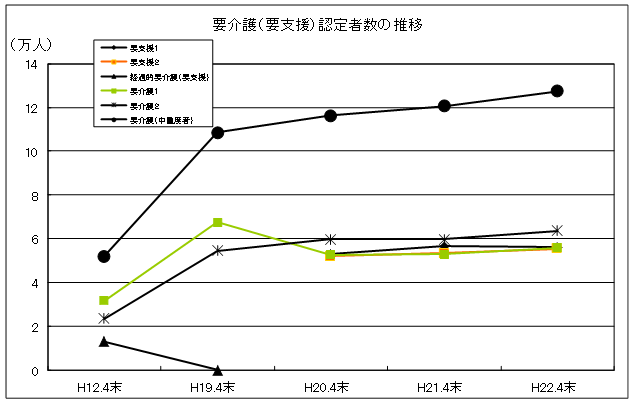 要介護（要支援）認定者数の推移
（万人）
要支援１
要支援２
経過的要介護（要支援）
要介護１
要介護２
要介護（中重度者）
14
12
10
8
6
4
2
0
H12.4末 H19.4末 H20.4末 H21.4末 H22.4末